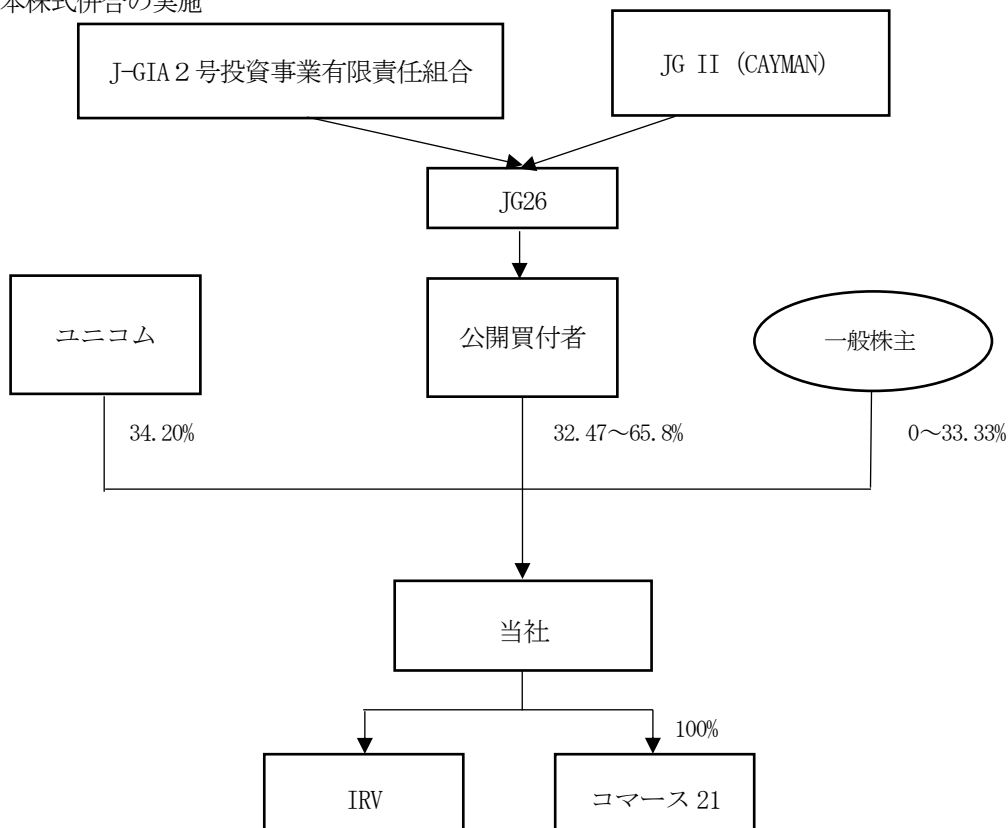 本株式併合の実施
J-GIA２号投資事業有限責任組合
JG II (CAYMAN)
JG26
ユニコム
公開買付者
一般株主
34.20%
32.47～65.8%
0～33.33%
当社
100%
IRV
コマース 21